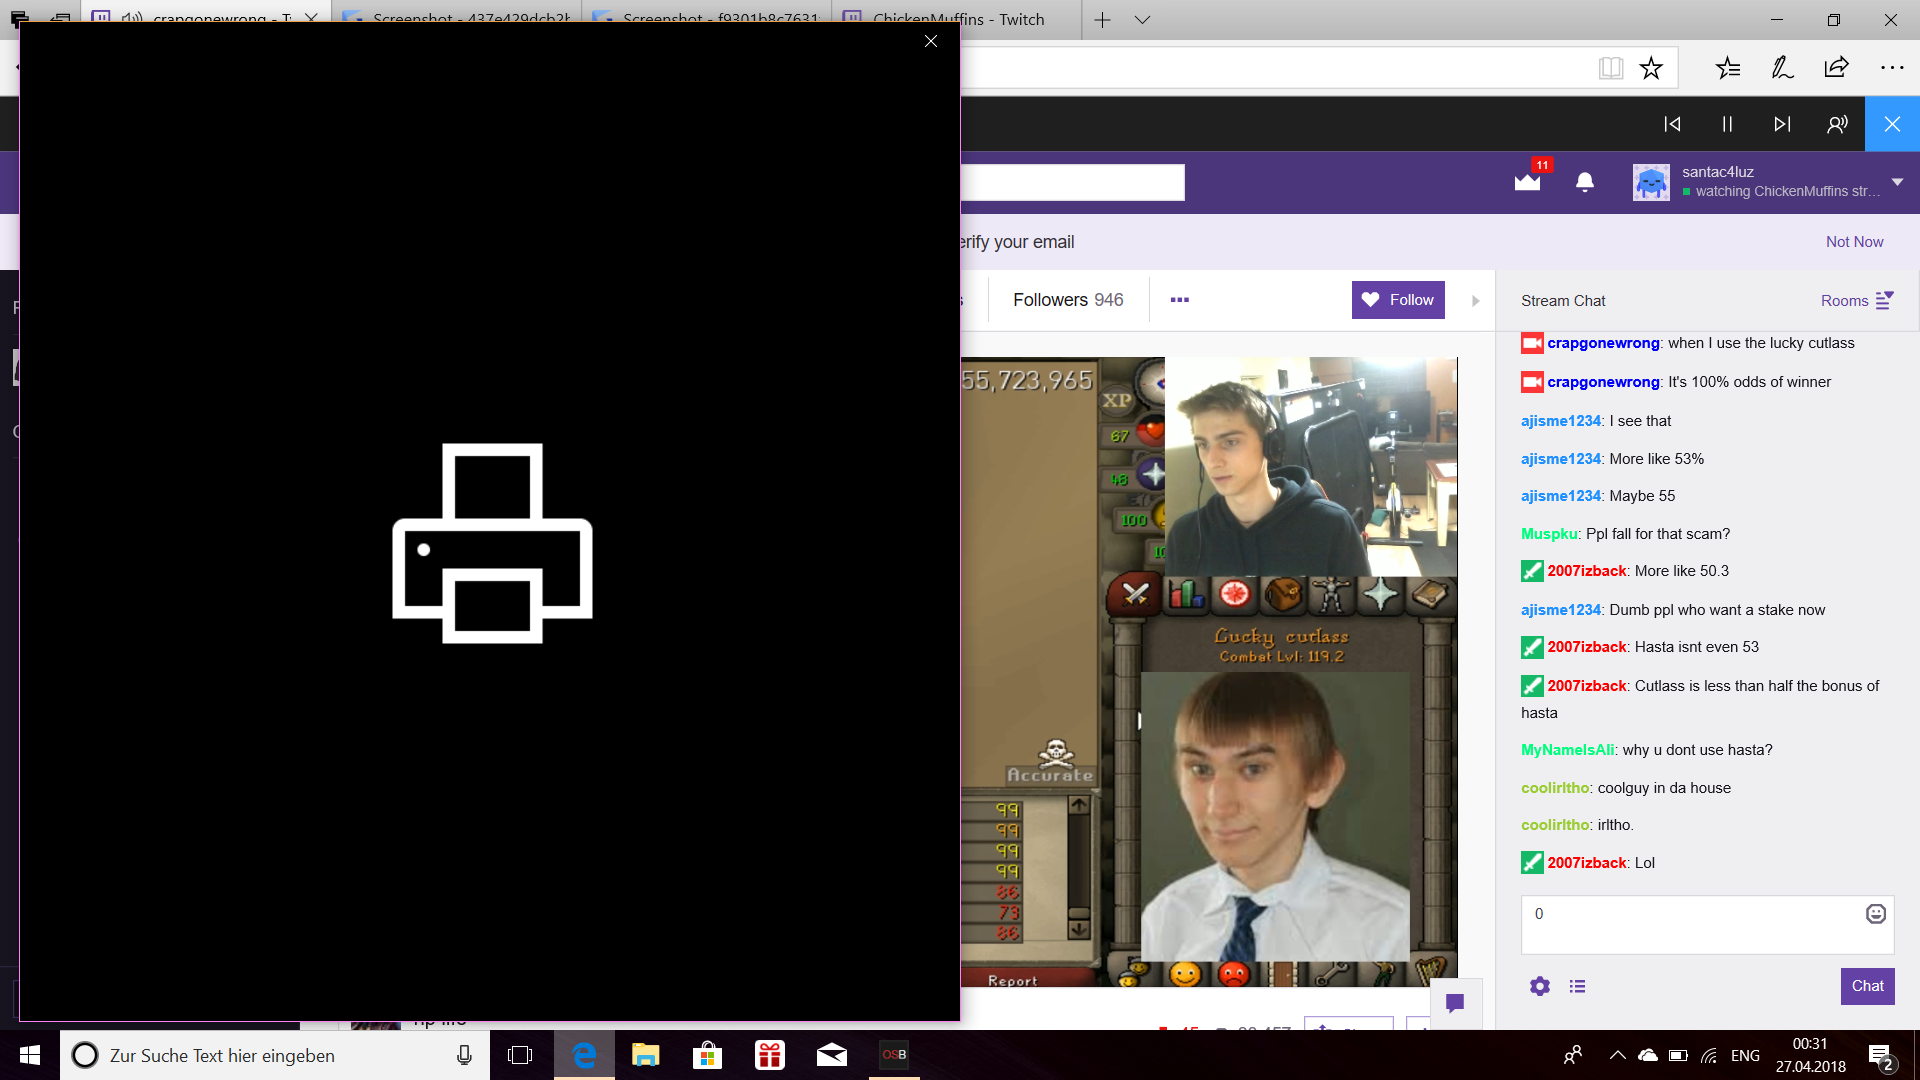 crapgonewrong - T
Screenshot - 437e429dcb2
Screenshot - f9301b8c7631
ChickenMuffins - Twitch
11
santac4luz
watching ChickenMuffins str...
erify your email
Not Now
Followers 946
Follow
Stream Chat
Rooms
crapgonewrong: when I use the lucky cutlass
crapgonewrong: It's 100% odds of winner
ajisme1234: I see that
ajisme1234: More like 53%
ajisme1234: Maybe 55
Muspku: Ppl fall for that scam?
2007izback: More like 50.3
ajisme1234: Dumb ppl who want a stake now
2007izback: Hasta isnt even 53
2007izback: Cutlass is less than half the bonus of
hasta
MyNameIsAli: why u dont use hasta?
coolirltho: coolguy in da house
coolirltho: irltho.
2007izback: Lol
0
Chat
55,723,965
XP
67
48
100
10
Lucky cutlass
Combat Lvl: 119.2
Accurate
99
99
99
99
86
73
86
Report
Zur Suche Text hier eingeben
OSB
ENG
00:31
27.04.2018
2